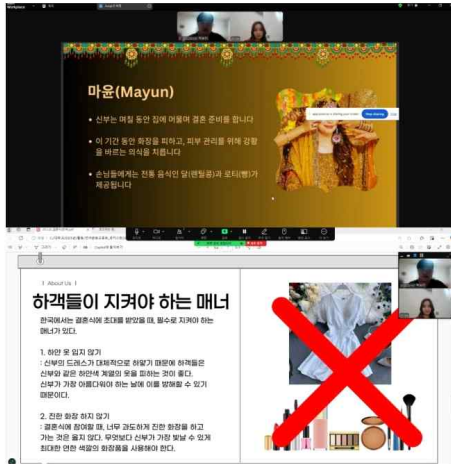 Workplace
마윤(Mayun)
• 신부는 며칠 동안 집에 머물며 결혼 준비를 합니다
• 이 기간 동안 화장을 피하고, 피부 관리를 위해 강황
을 바르는 의식을 치릅니다
• 손님들에게는 전통 음식인 달(렌틸콩)과 로티(빵)가
제공됩니다
| About Us |
하객들이 지켜야 하는 매너
한국에서는 결혼식에 초대를 받았을 때, 필수로 지켜야 하는
매너가 있다.
1. 하얀 옷 입지 않기
: 신부의 드레스가 대체적으로 하얗기 때문에 하객들은
신부와 같은 하얀색 계열의 옷을 피하는 것이 좋다.
신부가 가장 아름다워야 하는 날에 이를 방해할 수 있기
때문이다.
2. 진한 화장 하지 않기
: 결혼식에 참여할 때, 너무 과도하게 진한 화장을 하고
가는 것은 옳지 않다. 무엇보다 신부가 가장 빛날 수 있게
최대한 연한 색깔의 화장품을 사용해야 한다.